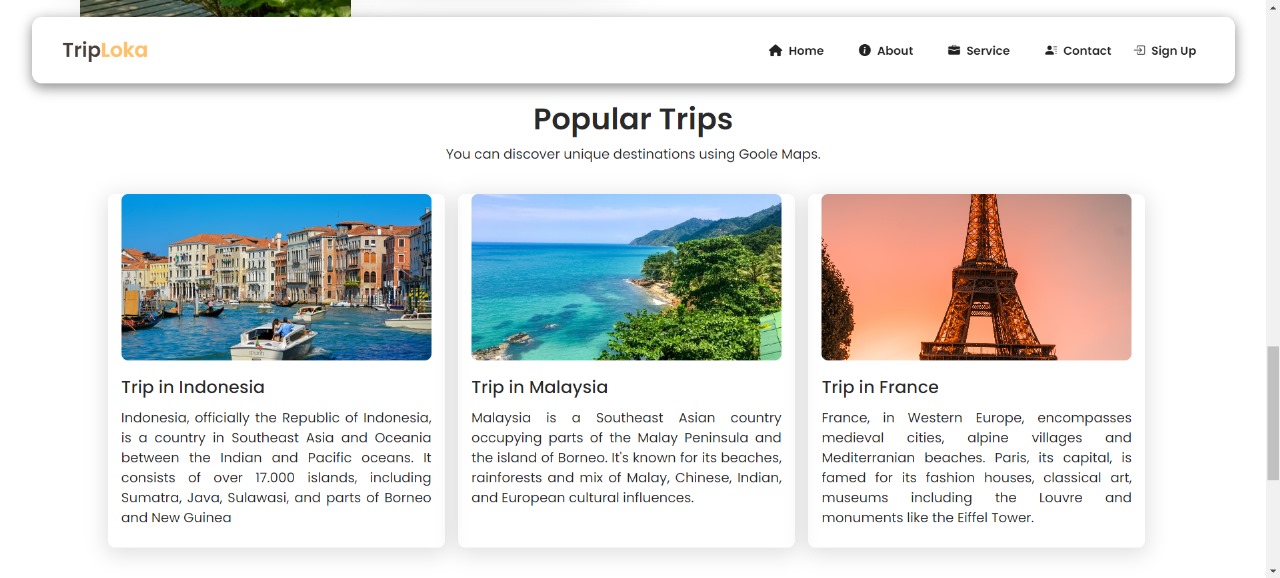 TripLoka
Home
About
Service
Contact
Sign Up
Popular Trips
You can discover unique destinations using Goole Maps.
Trip in Indonesia
Indonesia, officially the Republic of Indonesia,
is a country in Southeast Asia and Oceania
between the Indian and Pacific oceans. It
consists of over 17.000 islands, including
Sumatra, Java, Sulawasi, and parts of Borneo
and New Guinea
Trip in Malaysia
Malaysia is a Southeast Asian country
occupying parts of the Malay Peninsula and
the island of Borneo. It's known for its beaches,
rainforests and mix of Malay, Chinese, Indian,
and European cultural influences.
Trip in France
France, in Western Europe, encompasses
medieval cities, alpine villages and
Mediterranean beaches. Paris, its capital, is
famed for its fashion houses, classical art,
museums including the Louvre and
monuments like the Eiffel Tower.